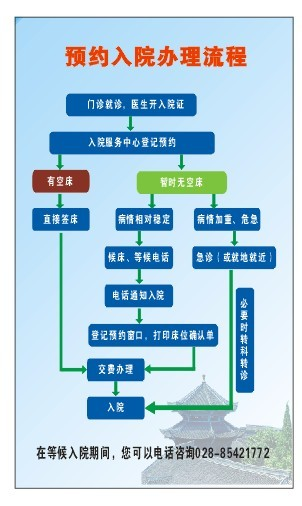 预约入院办理流程
门诊就诊，医生开入院证
入院服务中心登记预约
有空床
暂时无空床
直接签床
病情相对稳定
病情加重、危急
候床、等候电话
急诊（或就地就近）
电话通知入院
必要时转科转诊
登记预约窗口，打印床位确认单
交费办理
入院
在等候入院期间，您可以电话咨询028-85421772